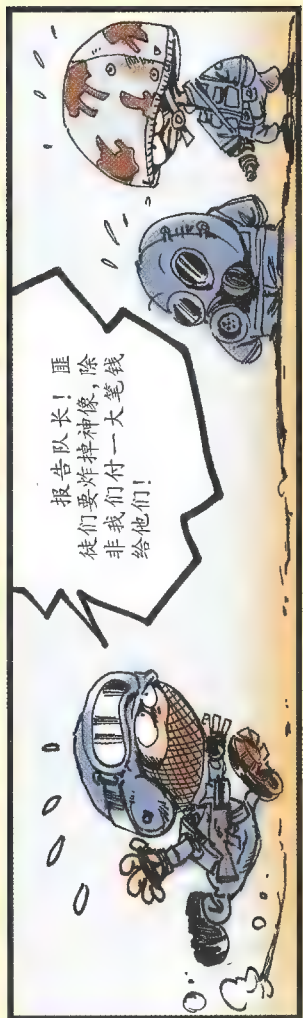 报告队长！匪
徒们要炸掉神像，除
非我们付一大笔钱
给他们！